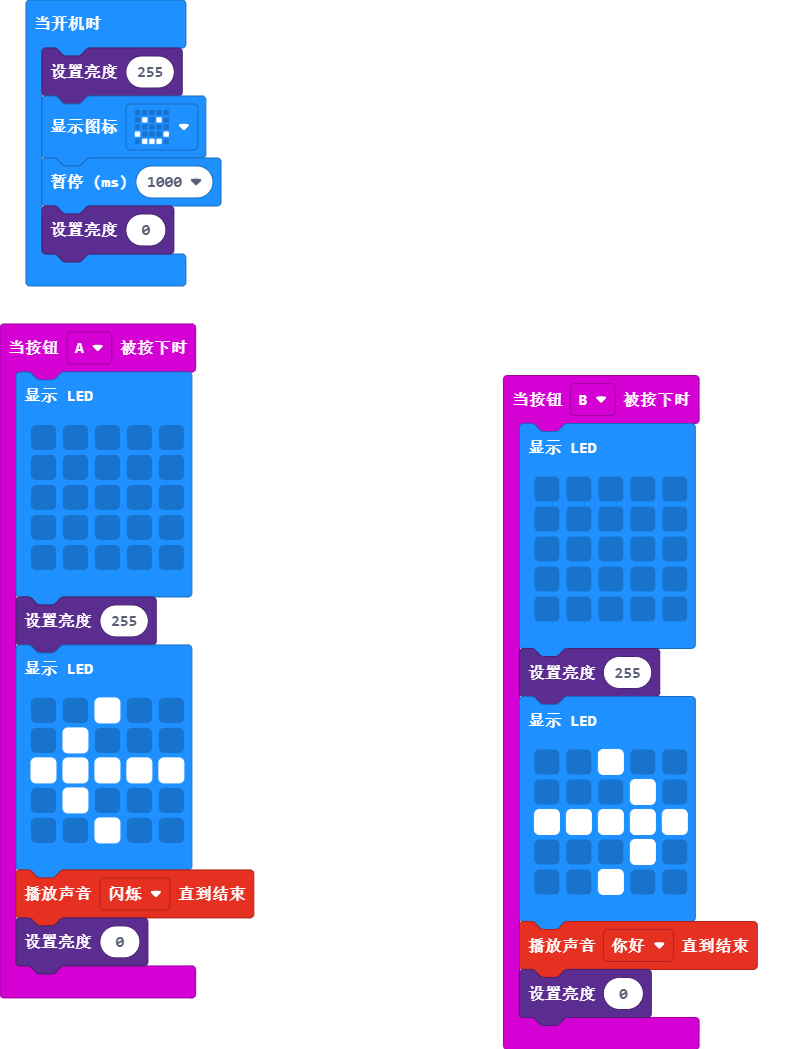 当开机时
设置亮度 255
显示图标
暂停 (ms) 1000
设置亮度 0
当按钮 A 被按下时
显示 LED
设置亮度 255
显示 LED
播放声音 闪烁 直到结束
设置亮度 0
当按钮 B 被按下时
显示 LED
设置亮度 255
显示 LED
播放声音 你好 直到结束
设置亮度 0